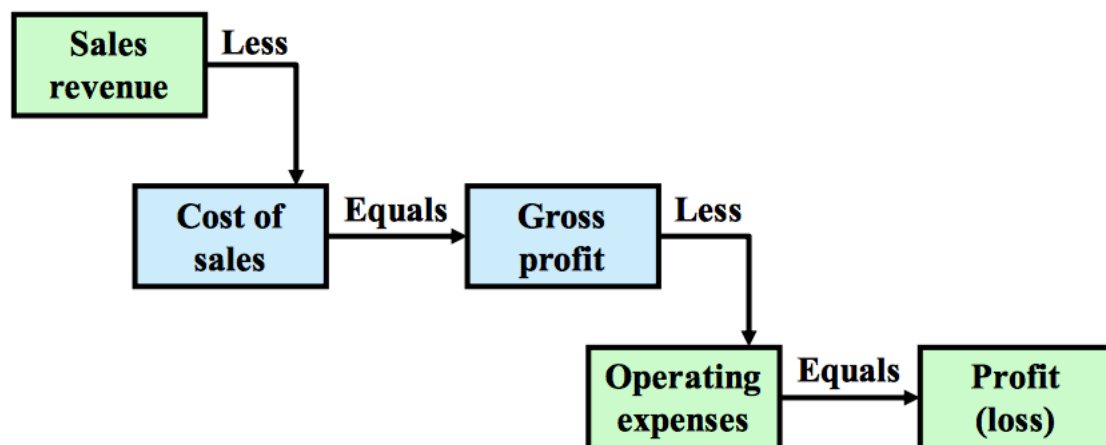 Sales
revenue
Less
Cost of
sales
Equals
Gross
profit
Less
Operating
expenses
Equals
Profit
(loss)